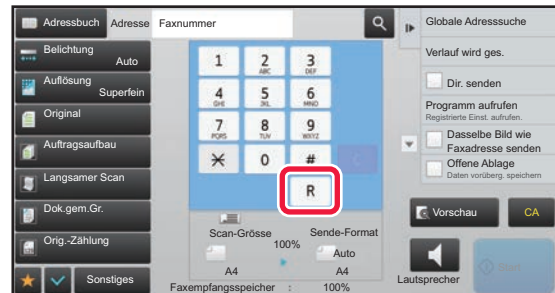 Adressbuch
Adresse
Faxnummer
Globale Adresssuche
Belichtung
Auto
Verlauf wird ges.
Auflösung
Superfein
Dir. senden
Original
Programm aufrufen
Registrierte Einst. aufrufen.
Auftragsaufbau
Dasselbe Bild wie
Faxadresse senden
Langsamer Scan
Offene Ablage
Daten vorüberg. speichern
Dok.gem.Gr.
Orig.-Zählung
Sonstiges
1 2 3
ABC DEF
4 5 6
GHI JKL MNO
7 8 9
PQRS TUV WXYZ
0 #
C
R
Scan-Grösse Sende-Format
100%
Auto
A4 A4
Faxempfangsspeicher : 100%
Vorschau
CA
Lautsprecher
Start